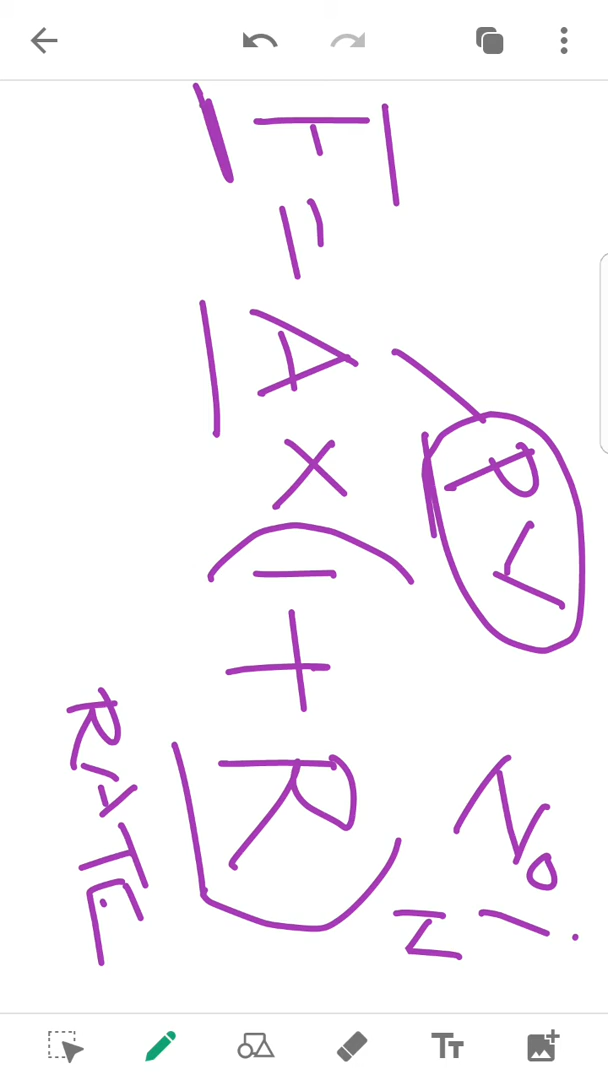 PV No
F = A × (1 + R) N
RATE